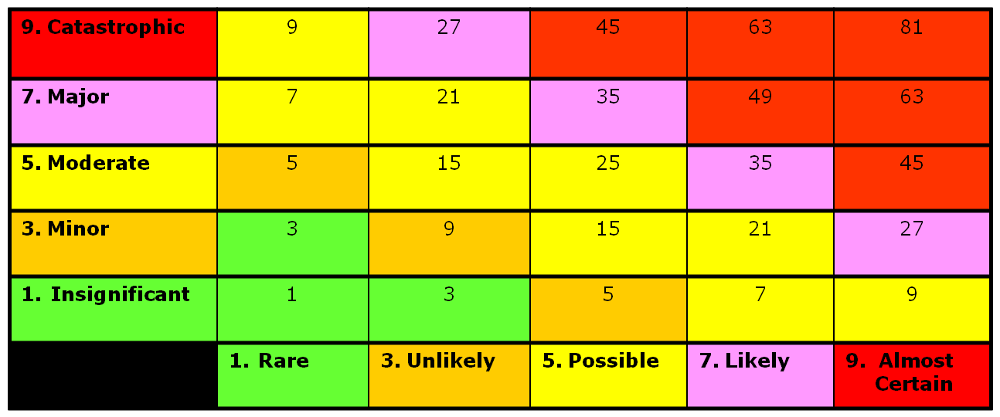 9. Catastrophic 9 27 45 63 81
7. Major 7 21 35 49 63
5. Moderate 5 15 25 35 45
3. Minor 3 9 15 21 27
1. Insignificant 1 3 5 7 9
1. Rare 3. Unlikely 5. Possible 7. Likely 9. Almost
Certain